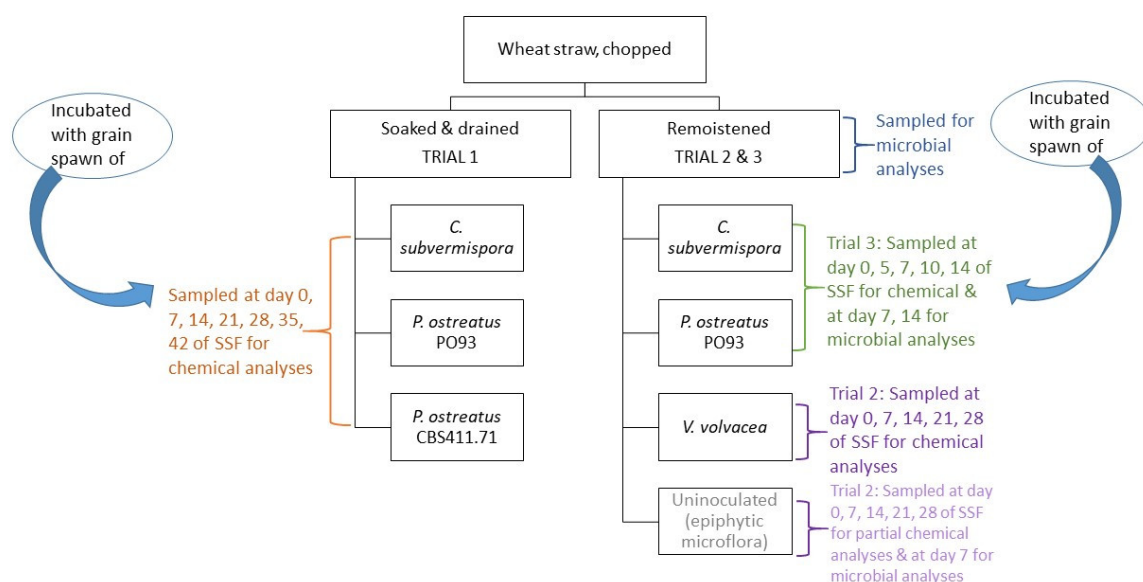 Wheat straw, chopped
Incubated
with grain
spawn of
Soaked & drained
TRIAL 1
Remoistened
TRIAL 2 & 3
Sampled for
microbial
analyses
Incubated
with grain
spawn of
C.
subvermispora
P. ostreatus
PO93
P. ostreatus
CBS411.71
Sampled at day 0,
7, 14, 21, 28, 35,
42 of SSF for
chemical analyses
C.
subvermispora
P. ostreatus
PO93
V. volvacea
Uninoculated
(epiphytic
microflora)
Trial 3: Sampled at
day 0, 5, 7, 10, 14 of
SSF for chemical &
at day 7, 14 for
microbial analyses
Trial 2: Sampled at
day 0, 7, 14, 21, 28
of SSF for chemical
analyses
Trial 2: Sampled at day
0, 7, 14, 21, 28 of SSF
for partial chemical
analyses & at day 7 for
microbial analyses